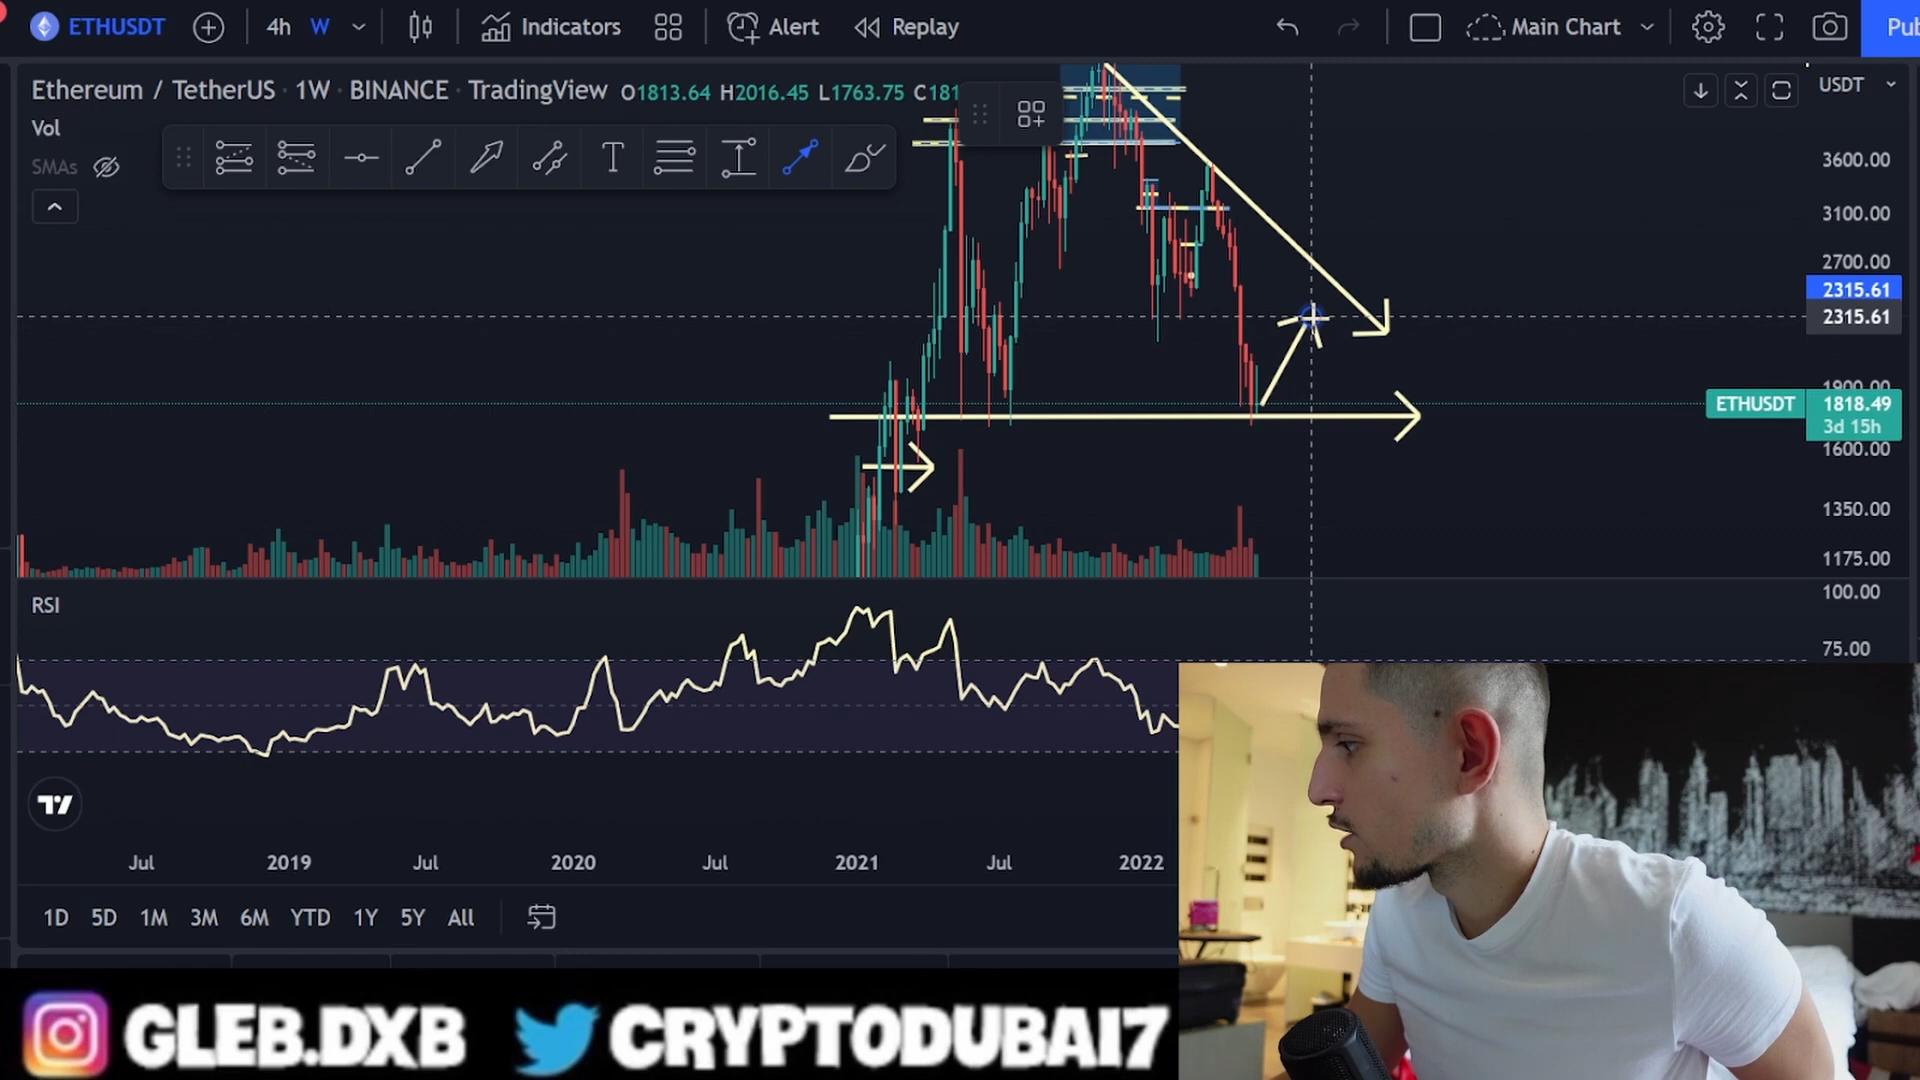 ETHUSDT 4h W Indicators Alert Replay Main Chart Pub
Ethereum / TetherUS · 1W · BINANCE · TradingView O1813.64 H2016.45 L1763.75 C181
USDT
Vol
SMAs
T
3600.00
3100.00
2700.00
2315.61
2315.61
1900.00
ETHUSDT 1818.49
3d 15h
1600.00
1350.00
1175.00
100.00
RSI
75.00
Jul 2019 Jul 2020 Jul 2021 Jul 2022
1D 5D 1M 3M 6M YTD 1Y 5Y All
GLEB.DXB CRYPTODUBAI7